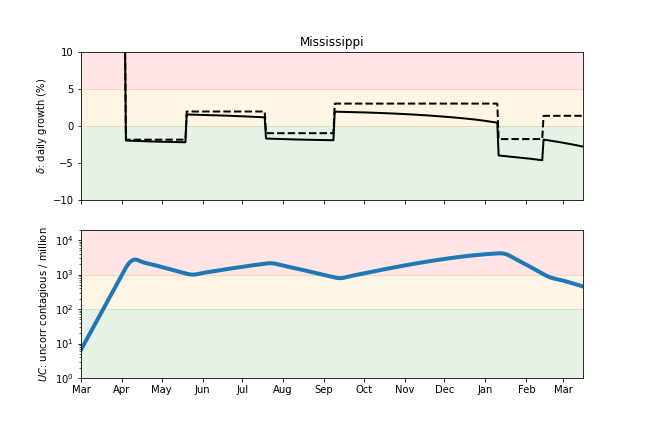 Mississippi
δ: daily growth (%)
10
5
0
−5
−10
UC: uncorr contagious / million
10⁴
10³
10²
10¹
10⁰
Mar Apr May Jun Jul Aug Sep Oct Nov Dec Jan Feb Mar